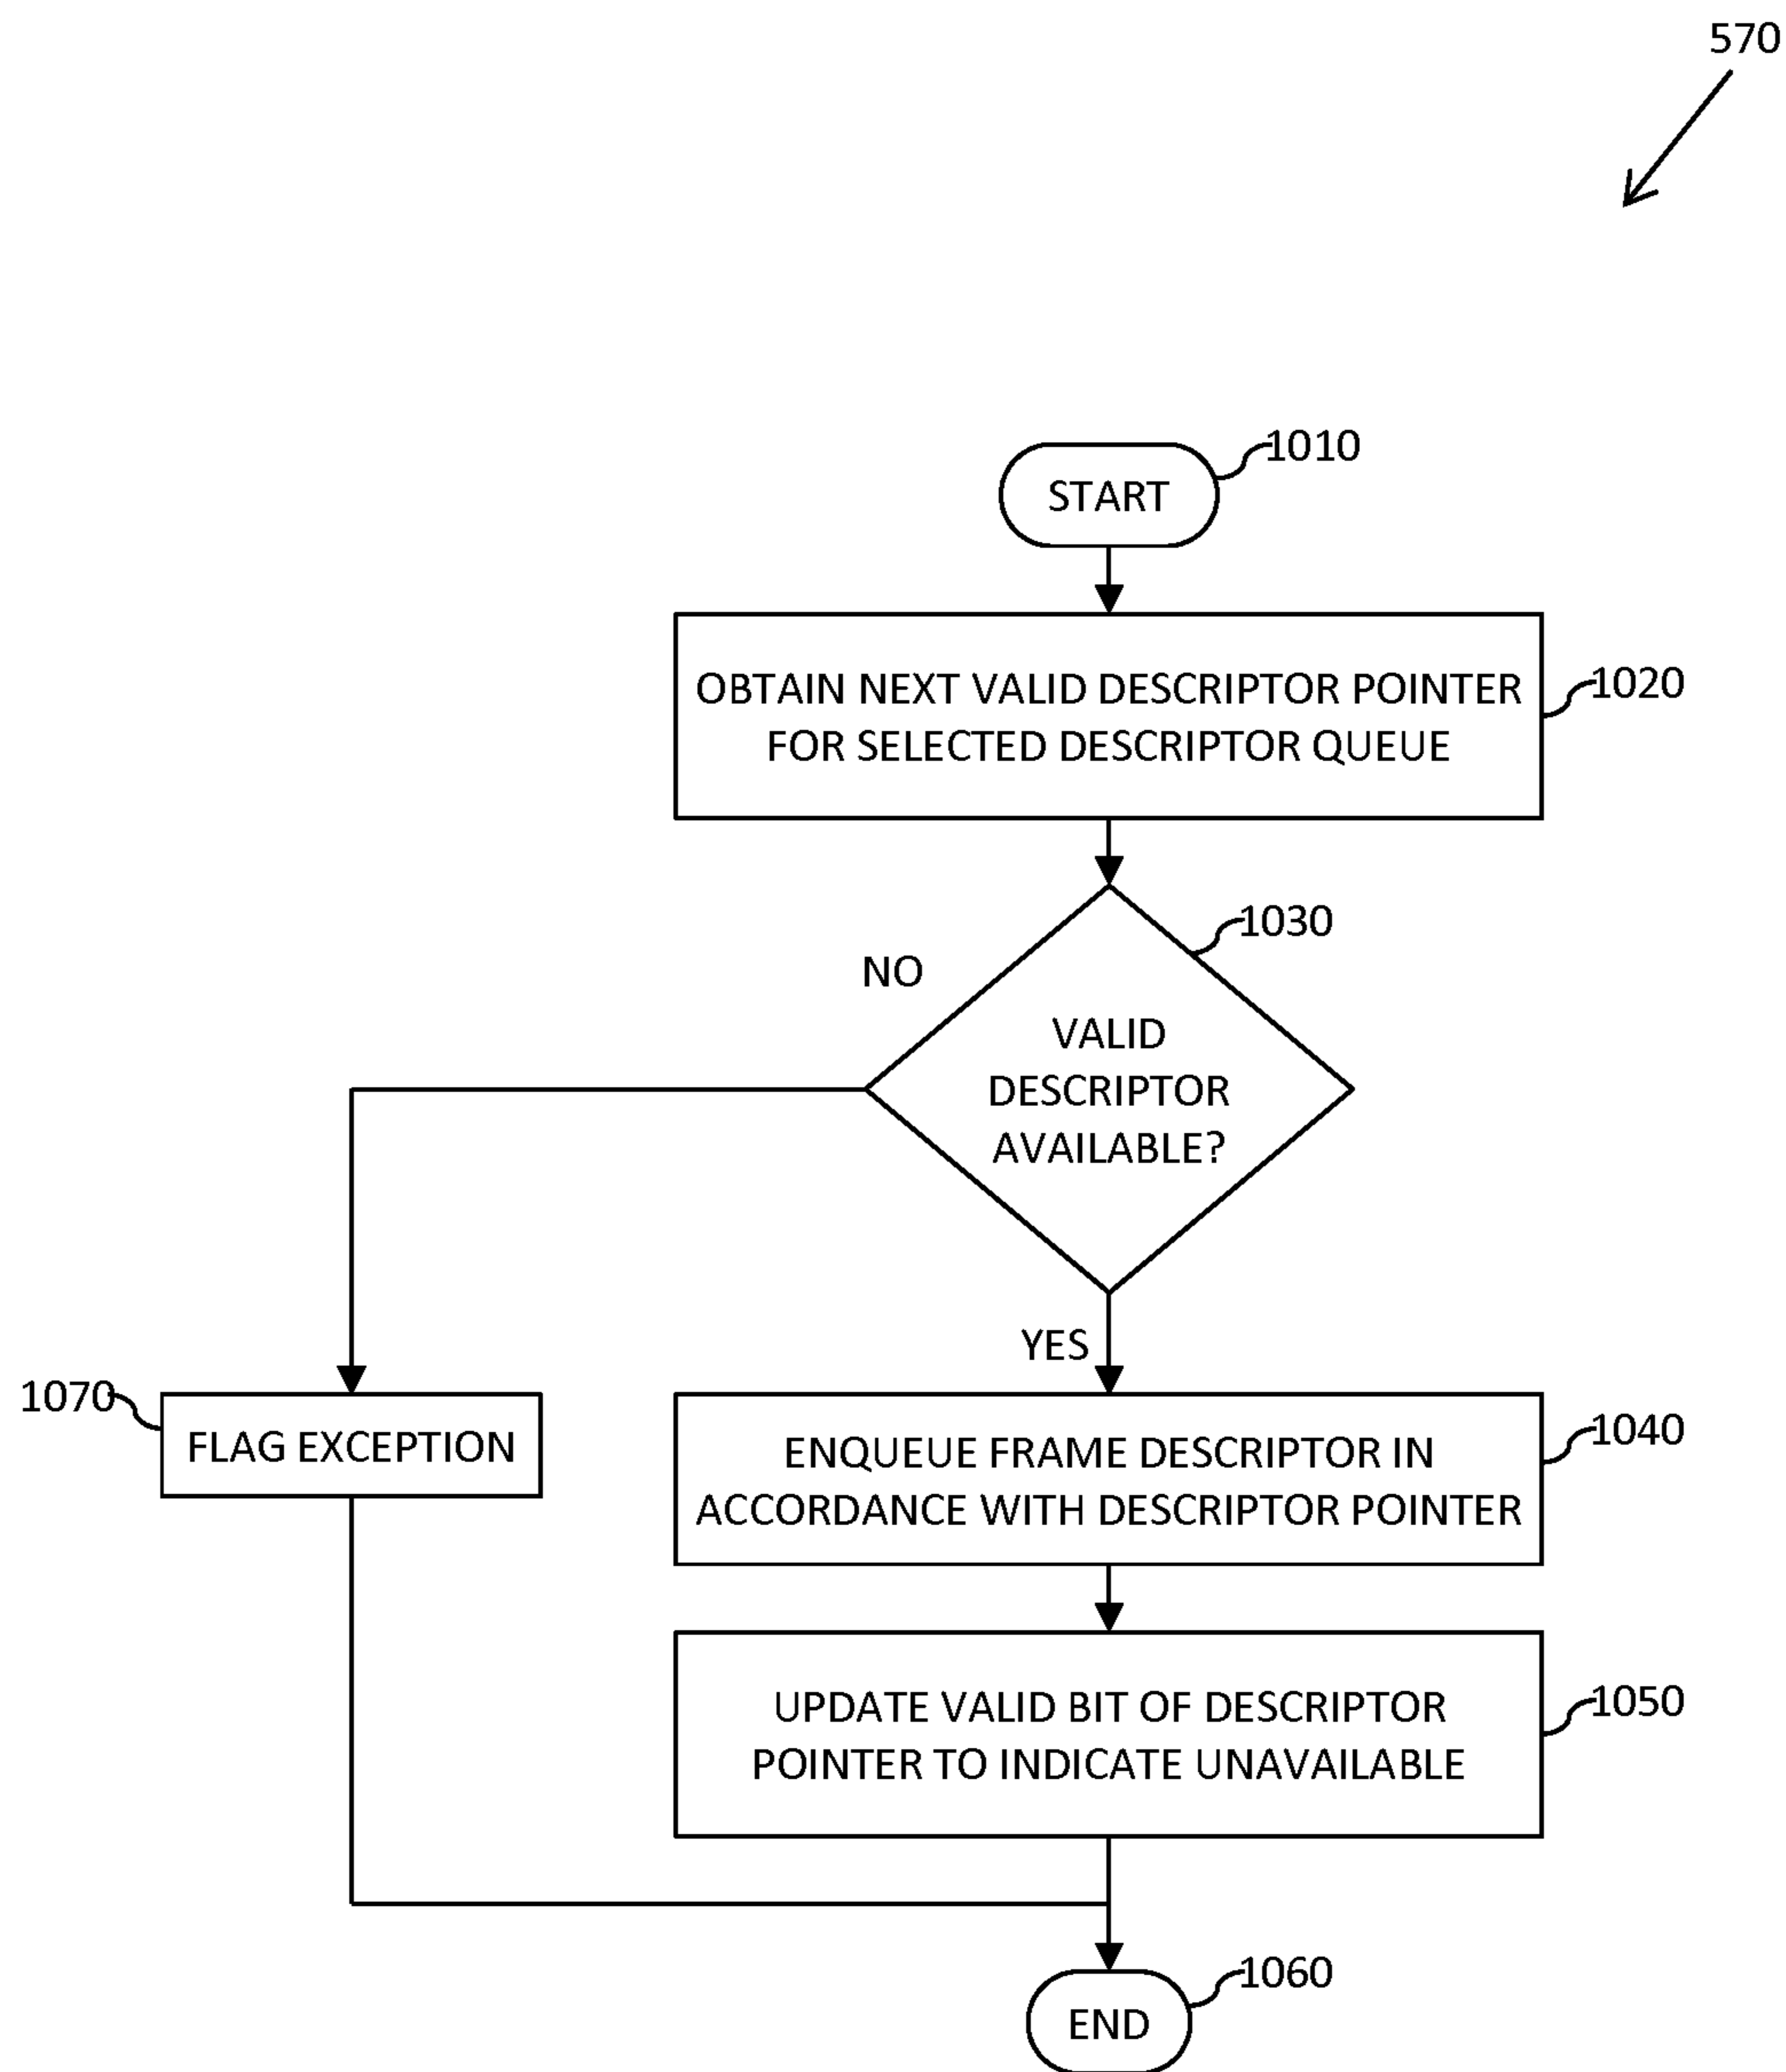 570
1010
START
OBTAIN NEXT VALID DESCRIPTOR POINTER
FOR SELECTED DESCRIPTOR QUEUE
1020
1030
NO
VALID
DESCRIPTOR
AVAILABLE?
YES
1070
FLAG EXCEPTION
ENQUEUE FRAME DESCRIPTOR IN
ACCORDANCE WITH DESCRIPTOR POINTER
1040
UPDATE VALID BIT OF DESCRIPTOR
POINTER TO INDICATE UNAVAILABLE
1050
1060
END